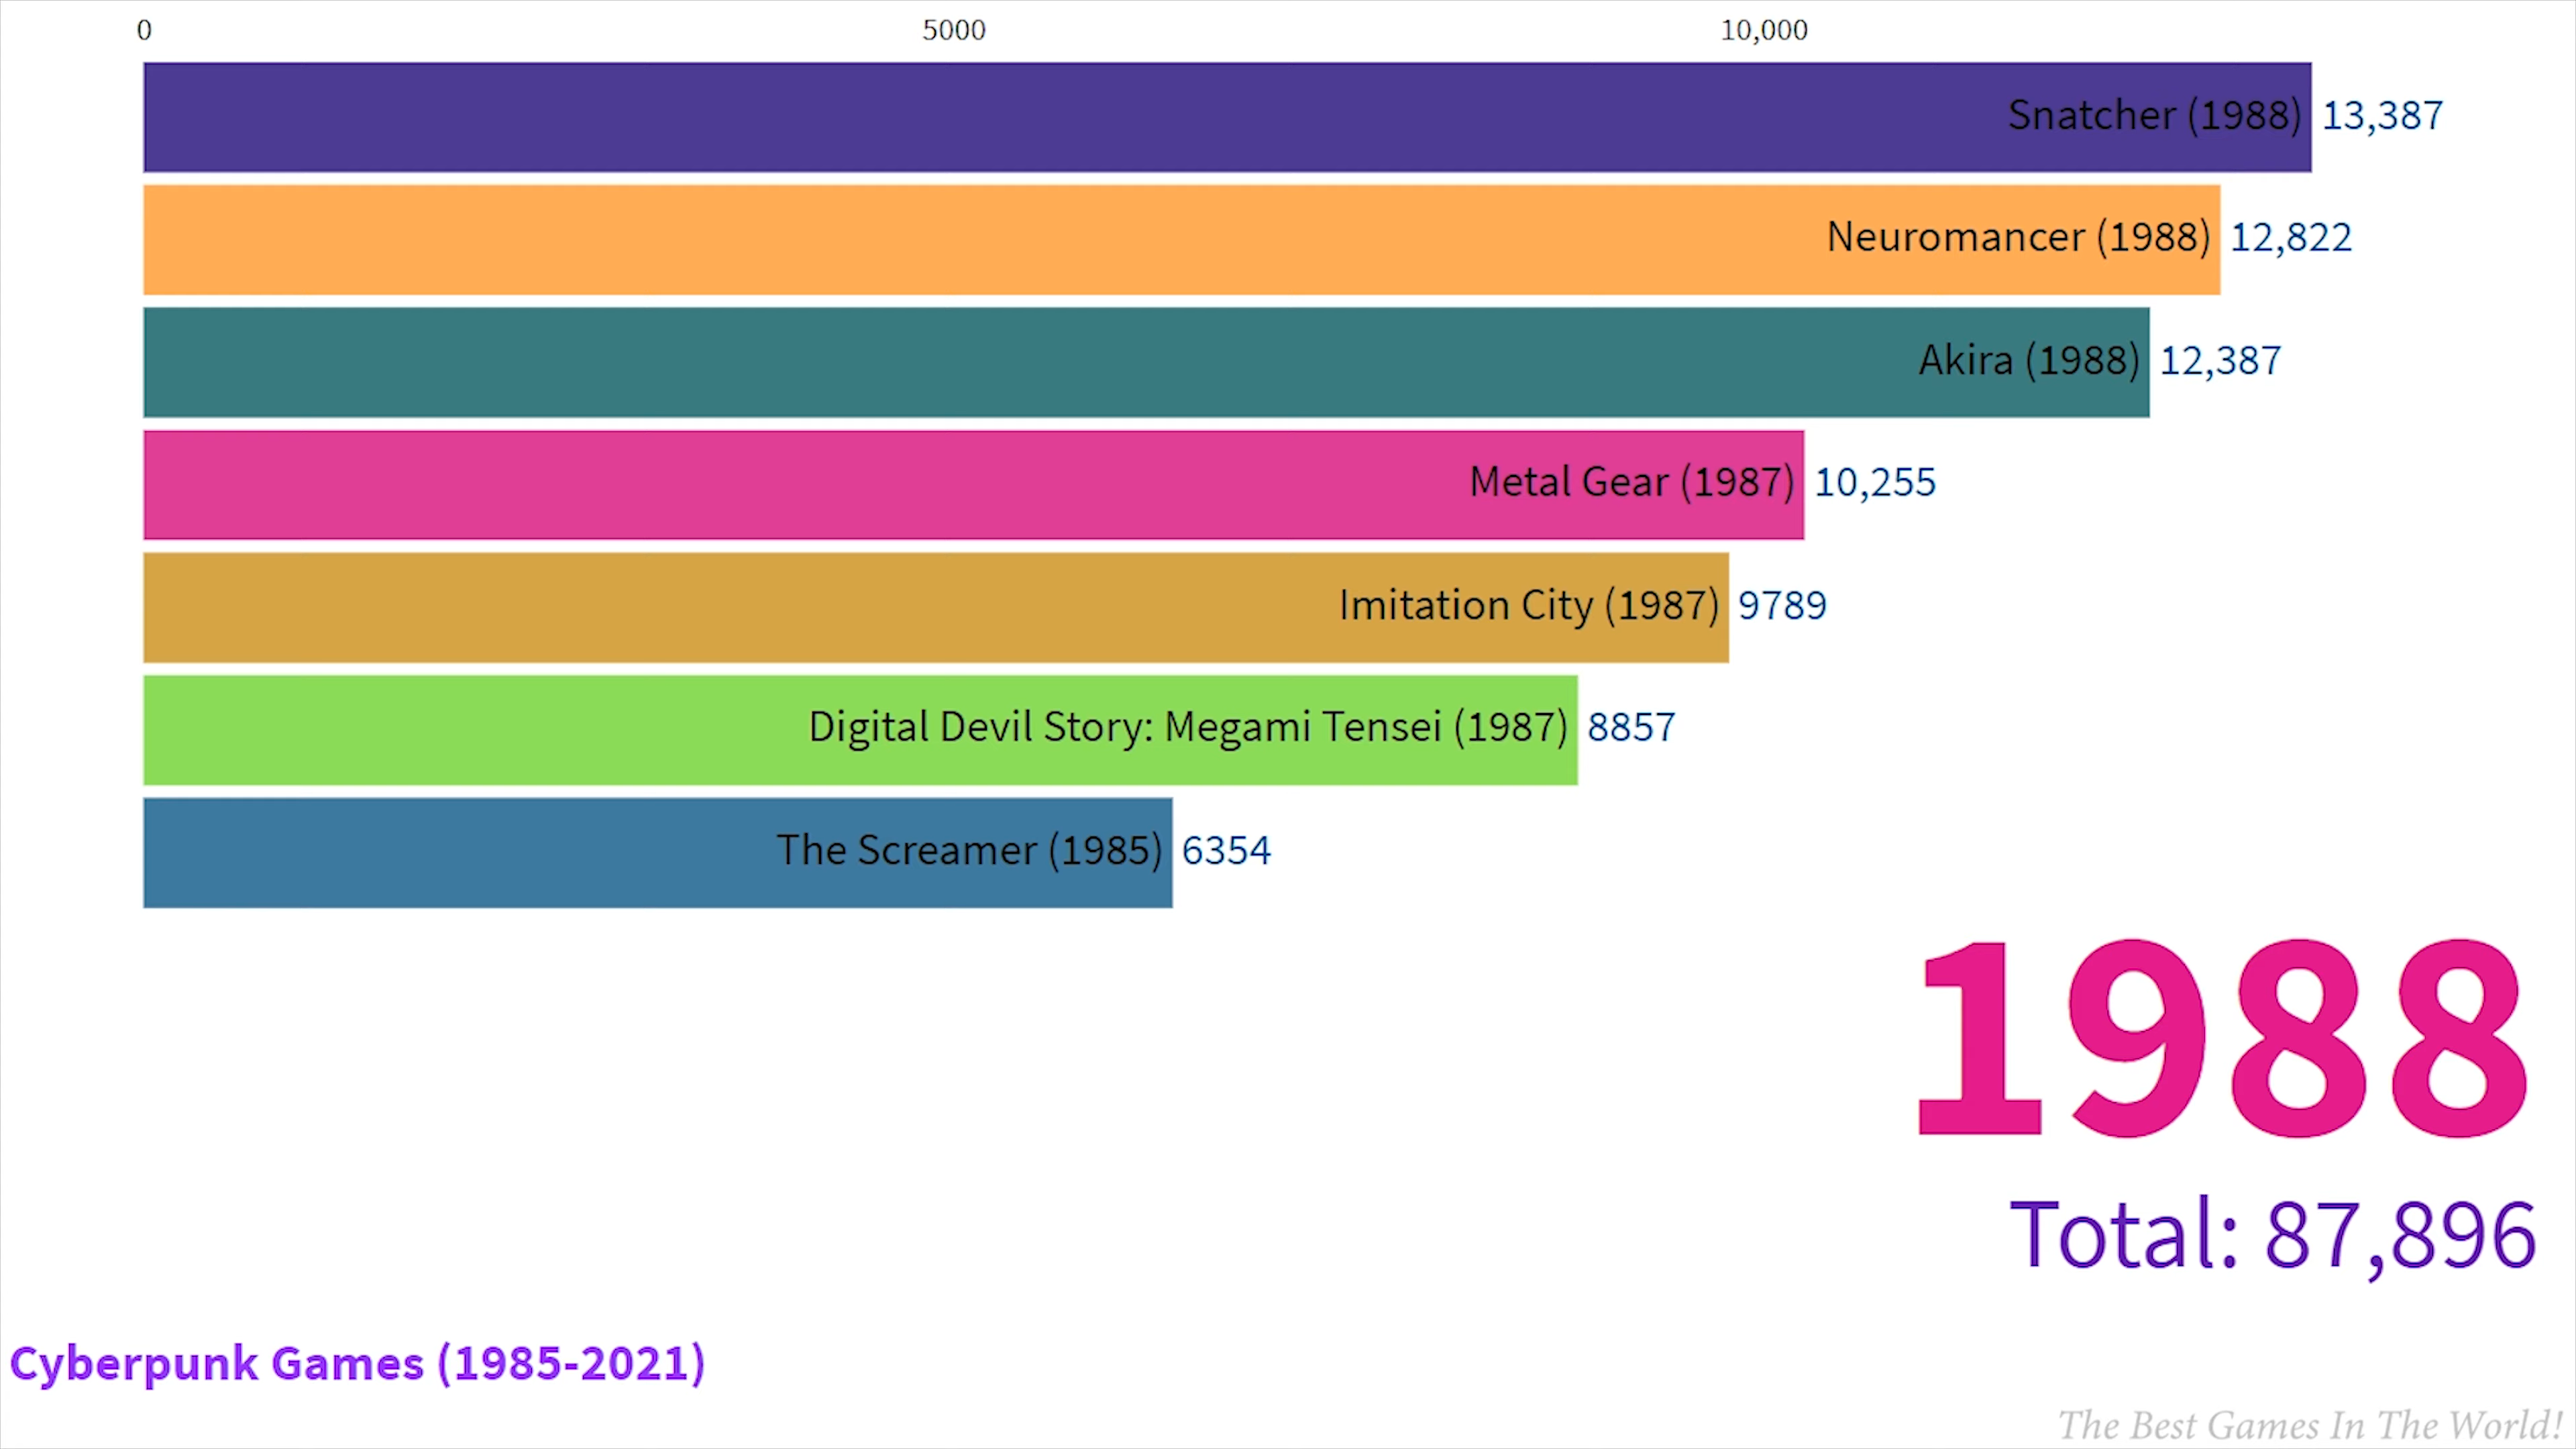 0 5000 10,000
Snatcher (1988) 13,387
Neuromancer (1988) 12,822
Akira (1988) 12,387
Metal Gear (1987) 10,255
Imitation City (1987) 9789
Digital Devil Story: Megami Tensei (1987) 8857
The Screamer (1985) 6354
1988
Total: 87,896
Cyberpunk Games (1985-2021)
The Best Games In The World!